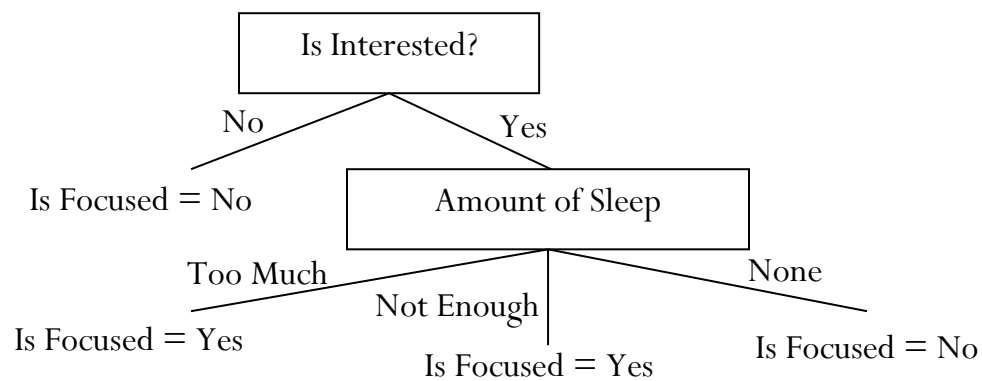 Is Interested?
No
Yes
Is Focused = No
Amount of Sleep
Too Much
Not Enough
None
Is Focused = Yes
Is Focused = Yes
Is Focused = No